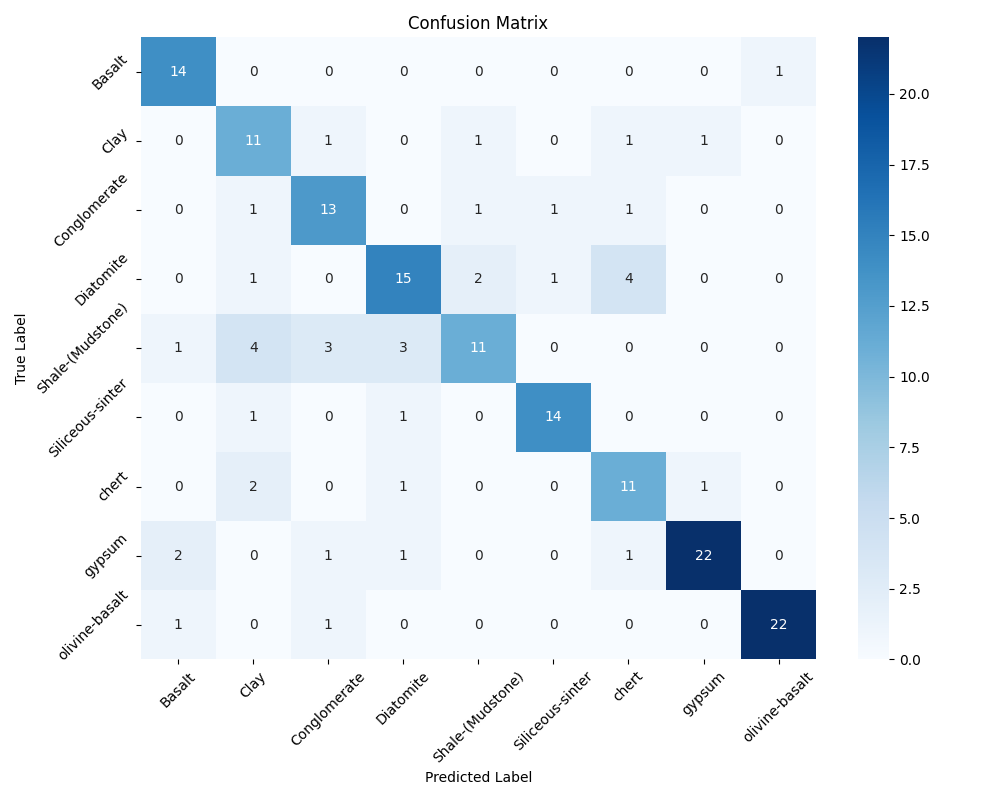 Confusion Matrix
True Label
Basalt 14 0 0 0 0 0 0 0 1
Clay 0 11 1 0 1 0 1 1 0
Conglomerate 0 1 13 0 1 1 1 0 0
Diatomite 0 1 0 15 2 1 4 0 0
Shale-(Mudstone) 1 4 3 3 11 0 0 0 0
Siliceous-sinter 0 1 0 1 0 14 0 0 0
chert 0 2 0 1 0 0 11 1 0
gypsum 2 0 1 1 0 0 1 22 0
olivine-basalt 1 0 1 0 0 0 0 0 22
Basalt Clay Conglomerate Diatomite Shale-(Mudstone) Siliceous-sinter chert gypsum olivine-basalt
Predicted Label
20.0
17.5
15.0
12.5
10.0
7.5
5.0
2.5
0.0